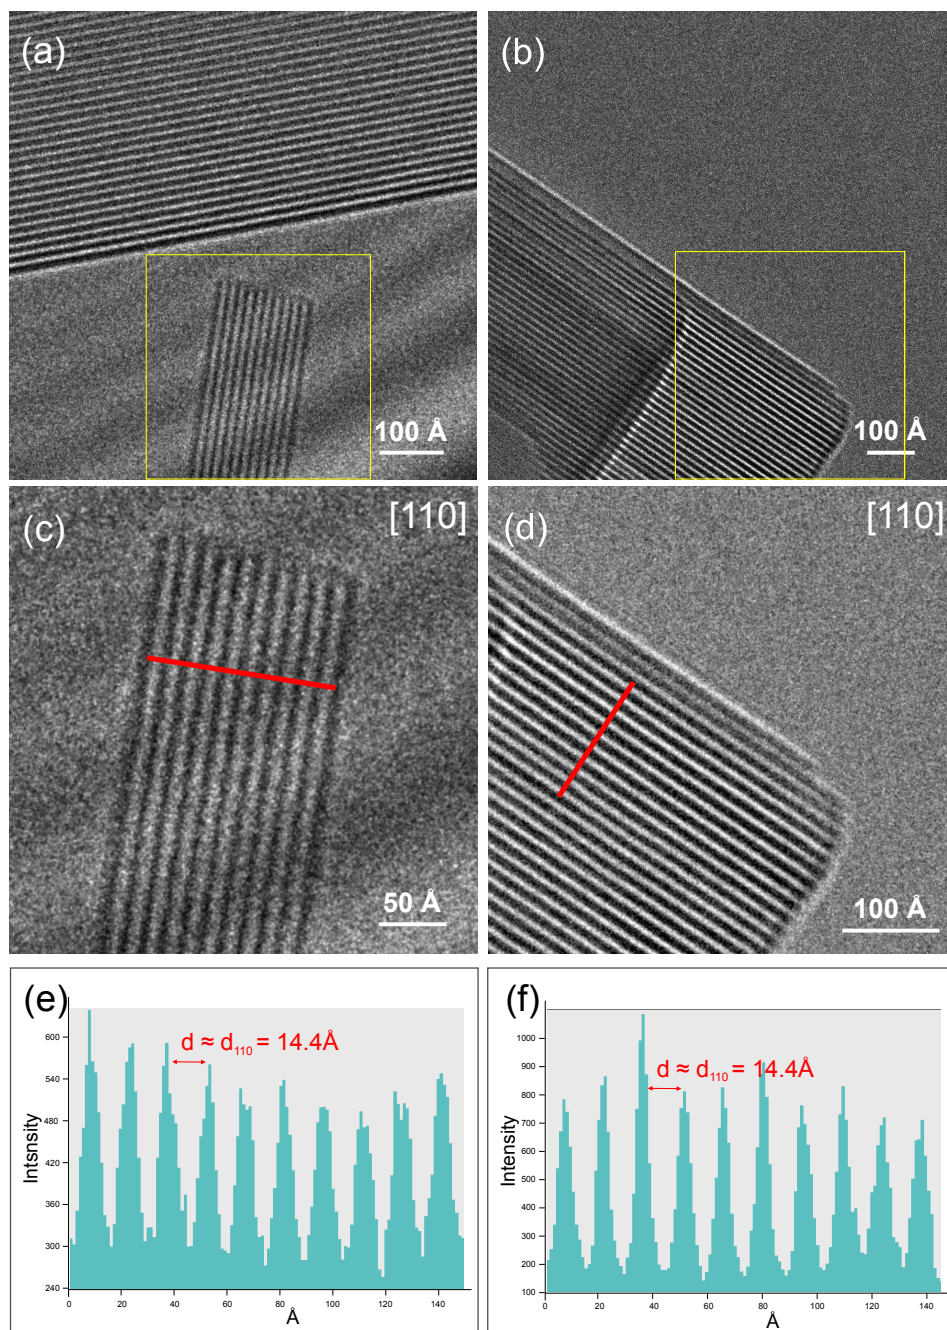 (a)
100 Å
(b)
100 Å
(c)
[110]
50 Å
(d)
[110]
100 Å
(e)
d ≈ d₁₁₀ = 14.4Å
Intsnsity
600
540
480
420
360
300
240
0 20 40 60 80 100 120 140
Å
(f)
d ≈ d₁₁₀ = 14.4Å
Intensity
1000
900
800
700
600
500
400
300
200
100
0 20 40 60 80 100 120 140
Å